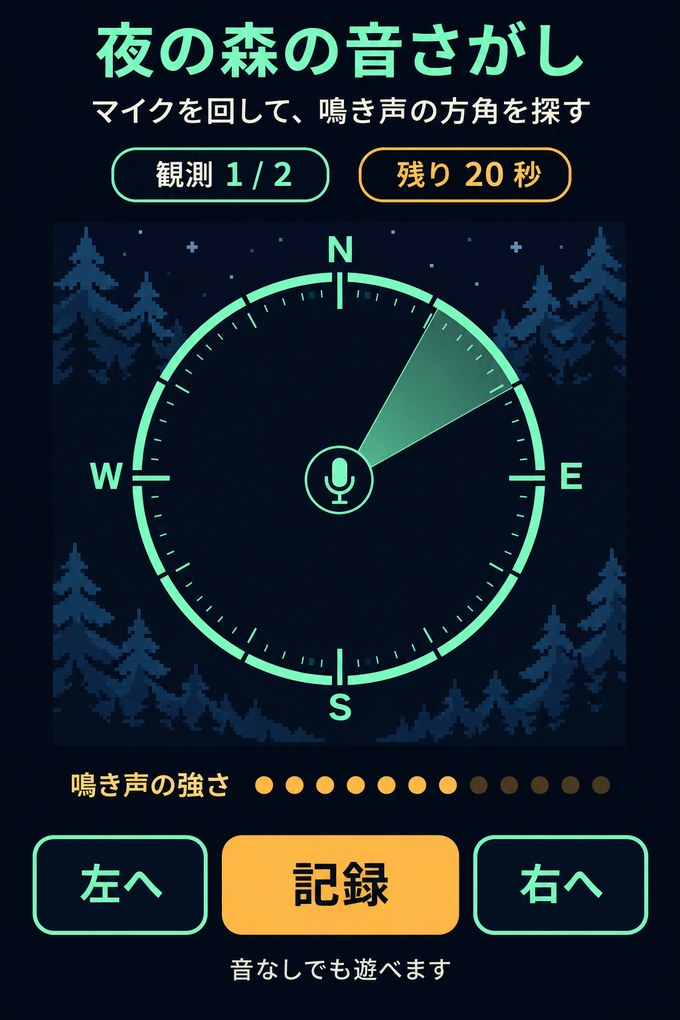 夜の森の音さがし
マイクを回して、鳴き声の方角を探す
観測 1 / 2
残り 20 秒
N
W
E
S
鳴き声の強さ
左へ
記録
右へ
音なしでも遊べます